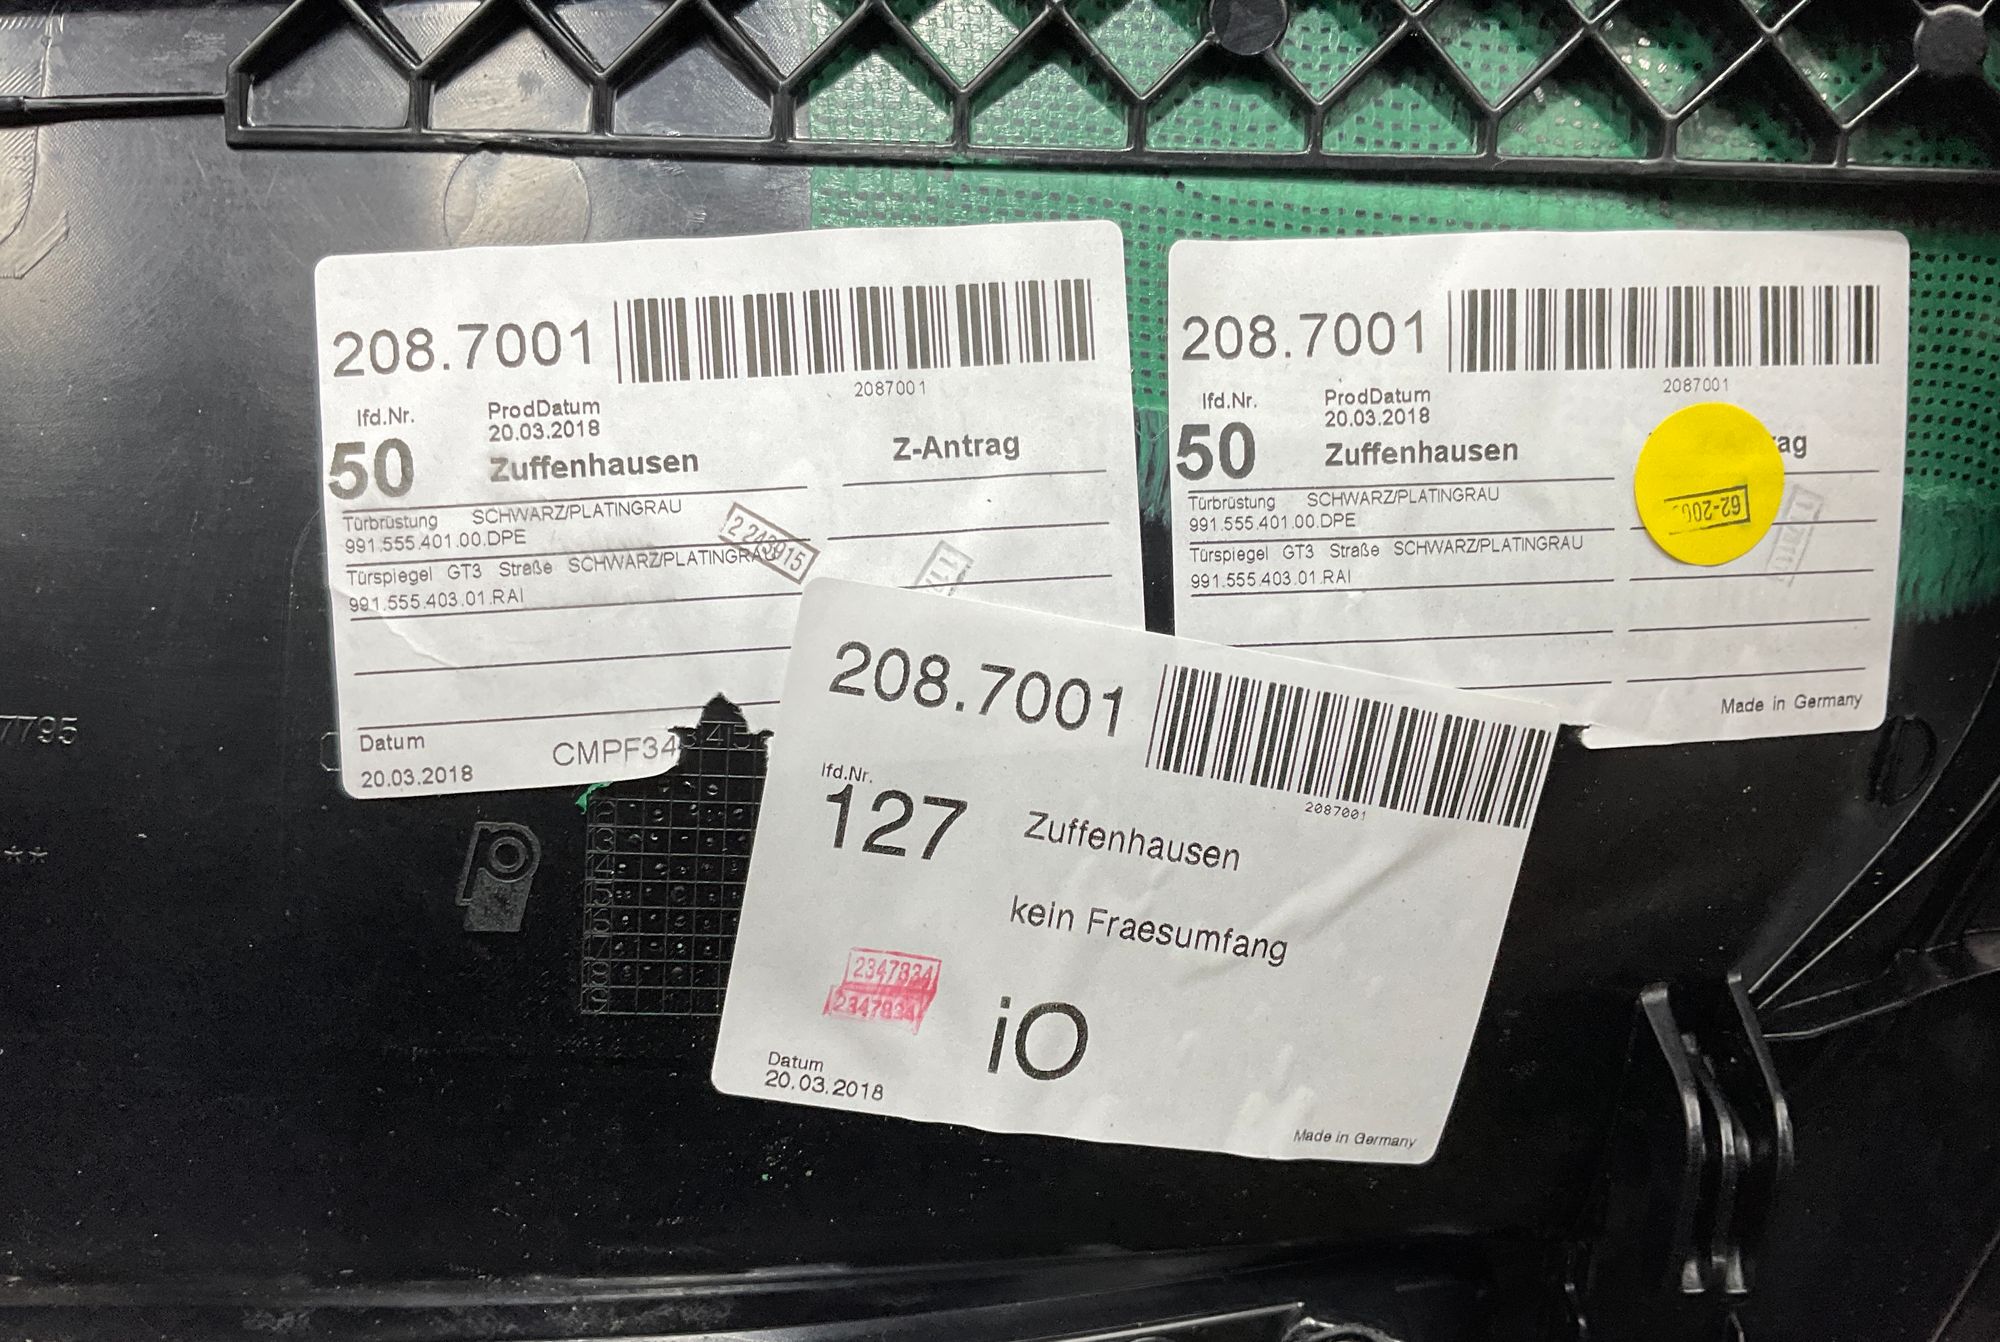 208.7001
2087001
lfd.Nr.
ProdDatum
20.03.2018
50
Zuffenhausen
Z-Antrag
Türbrüstung SCHWARZ/PLATINGRAU
991.555.401.00.DPE
Türspiegel GT3 Straße SCHWARZ/PLATINGRAU
991.555.403.01.RAI
2 243915
Datum
20.03.2018
CMPF34
208.7001
2087001
lfd.Nr.
ProdDatum
20.03.2018
50
Zuffenhausen
Türbrüstung SCHWARZ/PLATINGRAU
991.555.401.00.DPE
Türspiegel GT3 Straße SCHWARZ/PLATINGRAU
991.555.403.01.RAI
Made in Germany
208.7001
2087001
lfd.Nr.
127
Zuffenhausen
kein Fraesumfang
2347834
2347834
iO
Datum
20.03.2018
Made in Germany
7795
**
D